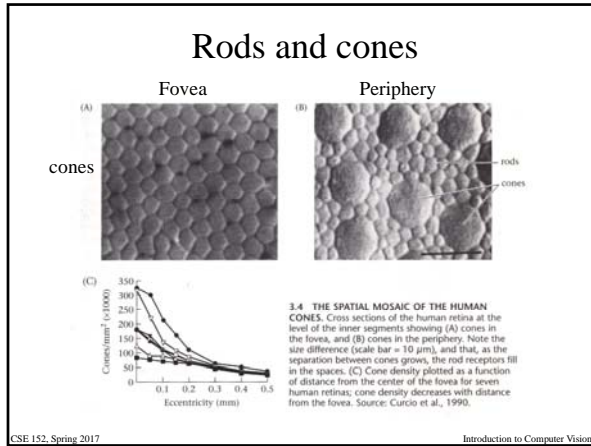 Rods and cones
Fovea
Periphery
(A)
(B)
cones
rods
cones
(C)
Cones/mm² (×1000)
350
300
250
200
150
100
50
0
0.1
0.2
0.3
0.4
0.5
Eccentricity (mm)
3.4 THE SPATIAL MOSAIC OF THE HUMAN
CONES. Cross sections of the human retina at the
level of the inner segments showing (A) cones in
the fovea, and (B) cones in the periphery. Note the
size difference (scale bar = 10 μm), and that, as the
separation between cones grows, the rod receptors fill
in the spaces. (C) Cone density plotted as a function
of distance from the center of the fovea for seven
human retinas; cone density decreases with distance
from the fovea. Source: Curcio et al., 1990.
CSE 152, Spring 2017
Introduction to Computer Vision